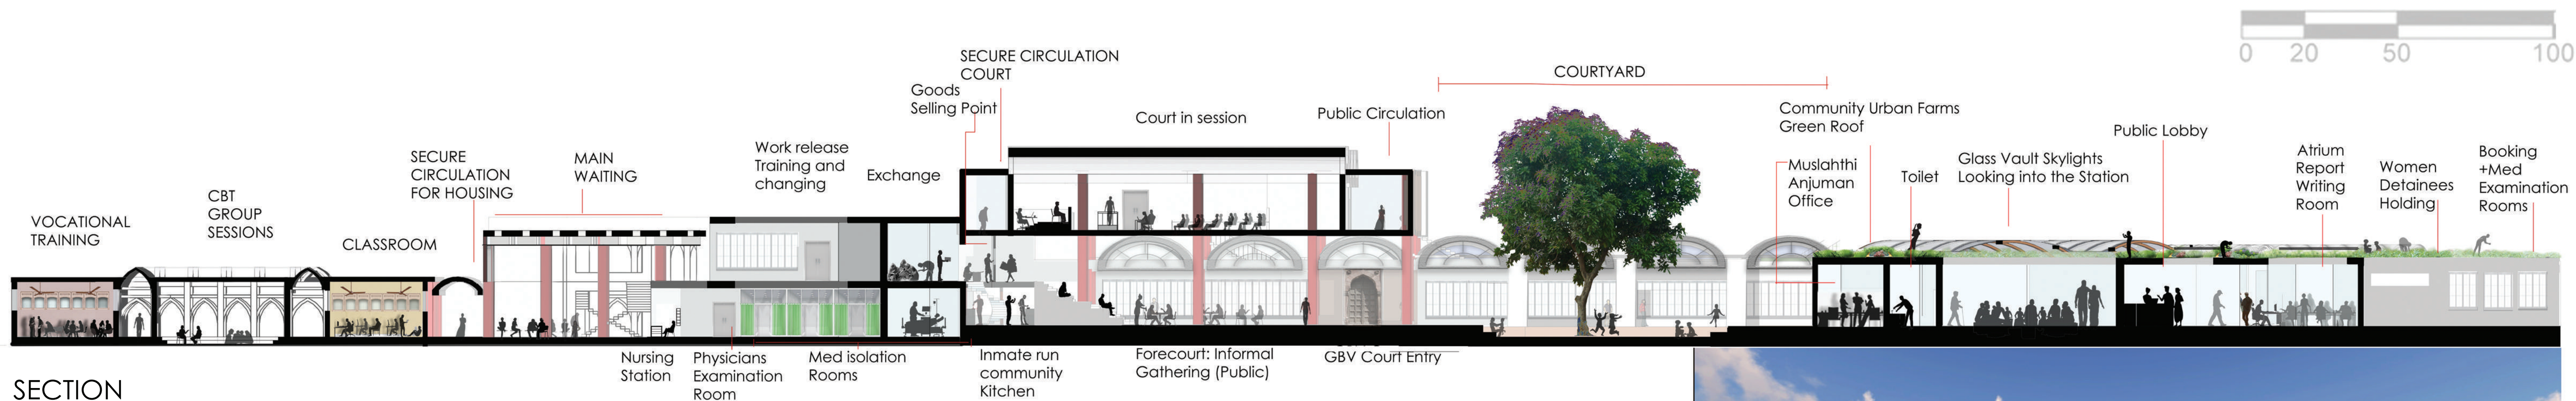 0 20 50 100
SECURE CIRCULATION
COURT
Goods
Selling Point
COURTYARD
Court in session
Public Circulation
Community Urban Farms
Green Roof
Public Lobby
Work release
Training and
changing
Exchange
SECURE
CIRCULATION
FOR HOUSING
MAIN
WAITING
Muslahthi
Anjuman
Office
Toilet
Glass Vault Skylights
Looking into the Station
Atrium
Report
Writing
Room
Women
Detainees
Holding
Booking
+Med
Examination
Rooms
VOCATIONAL
TRAINING
CBT
GROUP
SESSIONS
CLASSROOM
Nursing
Station
Physicians
Examination
Room
Med isolation
Rooms
Inmate run
community
Kitchen
Forecourt: Informal
Gathering (Public)
GBV Court Entry
SECTION